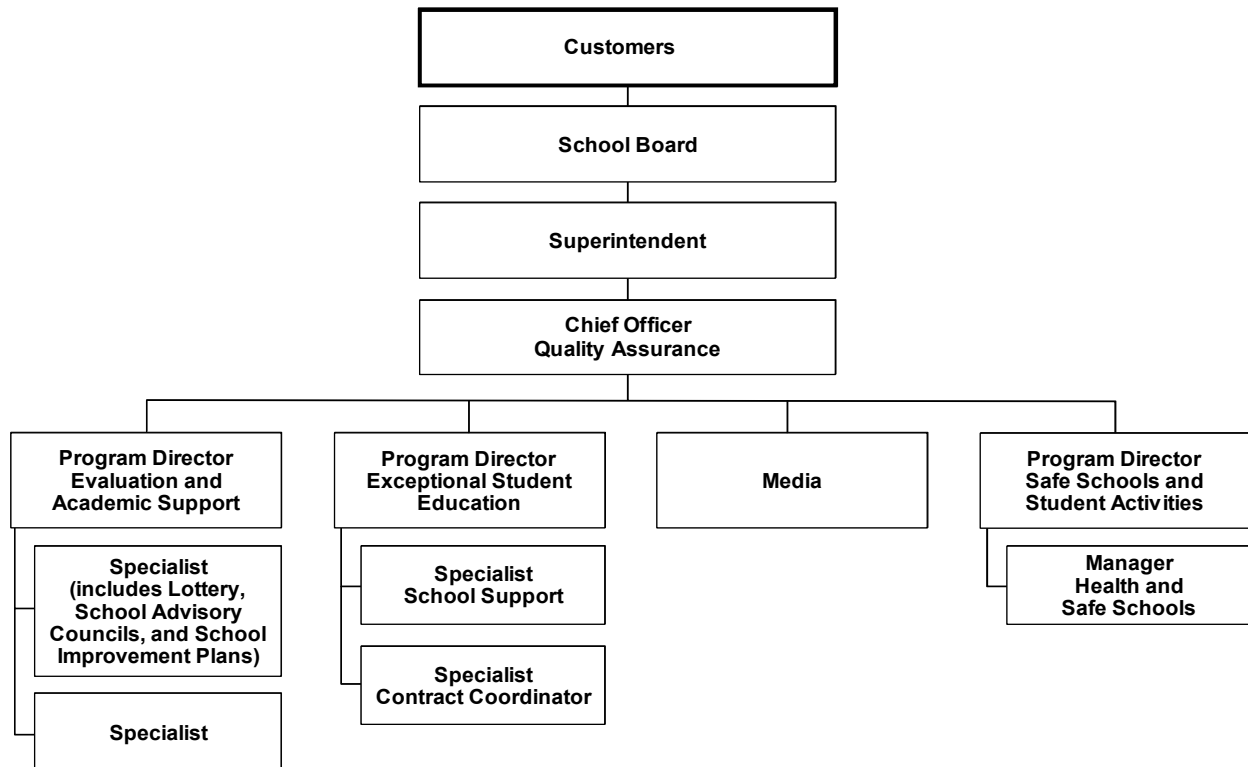 Customers
School Board
Superintendent
Chief Officer
Quality Assurance
Program Director
Evaluation and
Academic Support
Specialist
(includes Lottery,
School Advisory
Councils, and School
Improvement Plans)
Specialist
Program Director
Exceptional Student
Education
Specialist
School Support
Specialist
Contract Coordinator
Media
Program Director
Safe Schools and
Student Activities
Manager
Health and
Safe Schools